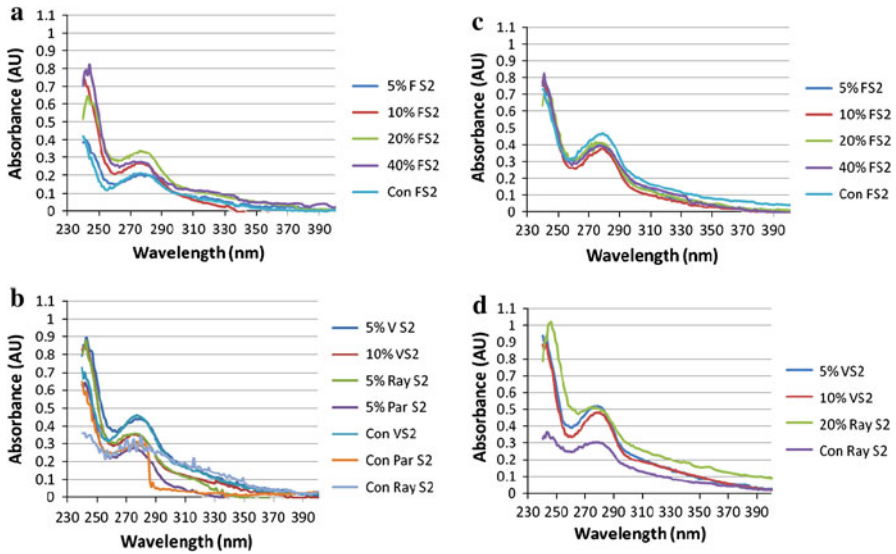 a
Absorbance (AU)
1.1
1
0.9
0.8
0.7
0.6
0.5
0.4
0.3
0.2
0.1
0
230 250 270 290 310 330 350 370 390
Wavelength (nm)
5% F S2
10% FS2
20% FS2
40% FS2
Con FS2
c
Absorbance (AU)
1.1
1
0.9
0.8
0.7
0.6
0.5
0.4
0.3
0.2
0.1
0
230 250 270 290 310 330 350 370 390
Wavelength (nm)
5% FS2
10% FS2
20% FS2
40% FS2
Con FS2
b
Absorbance (AU)
1.1
1
0.9
0.8
0.7
0.6
0.5
0.4
0.3
0.2
0.1
0
230 250 270 290 310 330 350 370 390
Wavelength (nm)
5% V S2
10% VS2
5% Ray S2
5% Par S2
Con VS2
Con Par S2
Con Ray S2
d
Absorbance (AU)
1.1
1
0.9
0.8
0.7
0.6
0.5
0.4
0.3
0.2
0.1
0
230 250 270 290 310 330 350 370 390
Wavelength (nm)
5% VS2
10% VS2
20% Ray S2
Con Ray S2